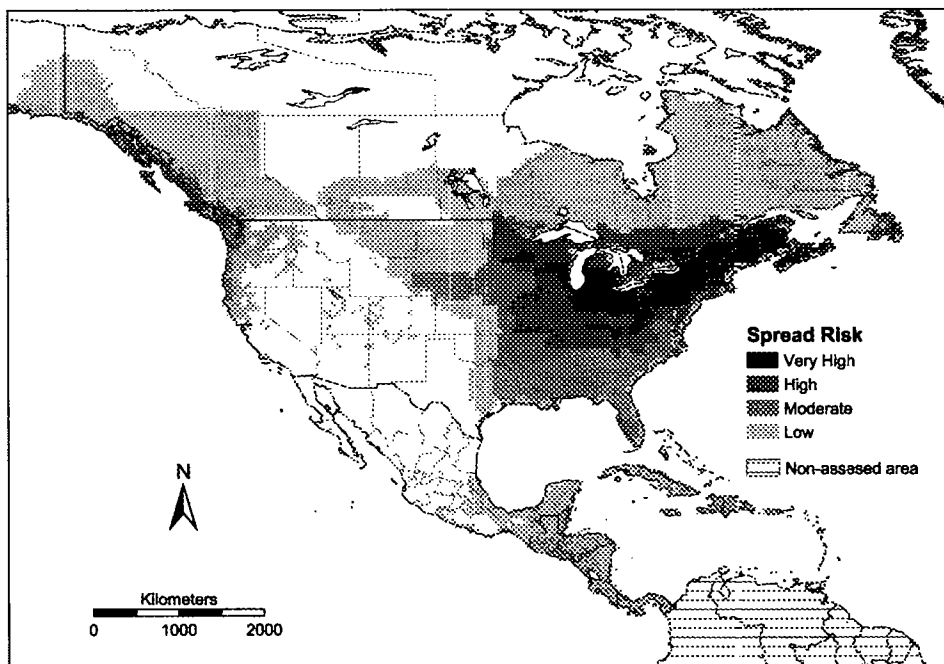 Spread Risk
Very High
High
Moderate
Low
Non-assesed area
N
Kilometers
0 1000 2000